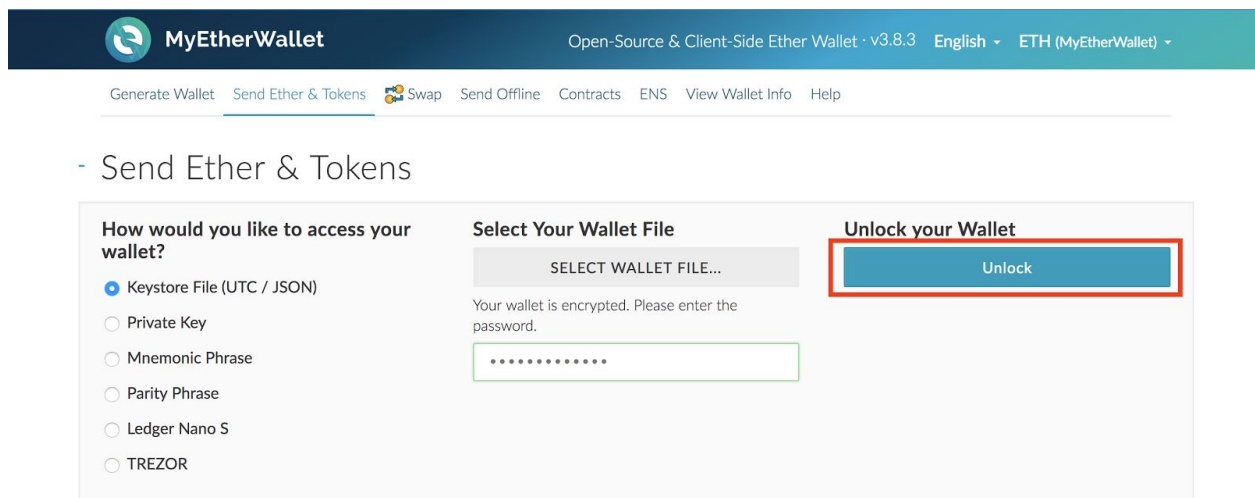 MyEtherWallet
Open-Source & Client-Side Ether Wallet · v3.8.3 English ETH (MyEtherWallet)
Generate Wallet Send Ether & Tokens Swap Send Offline Contracts ENS View Wallet Info Help
- Send Ether & Tokens
How would you like to access your
wallet?
Keystore File (UTC / JSON)
Private Key
Mnemonic Phrase
Parity Phrase
Ledger Nano S
TREZOR
Select Your Wallet File
SELECT WALLET FILE...
Your wallet is encrypted. Please enter the
password.
•••••••••••••
Unlock your Wallet
Unlock